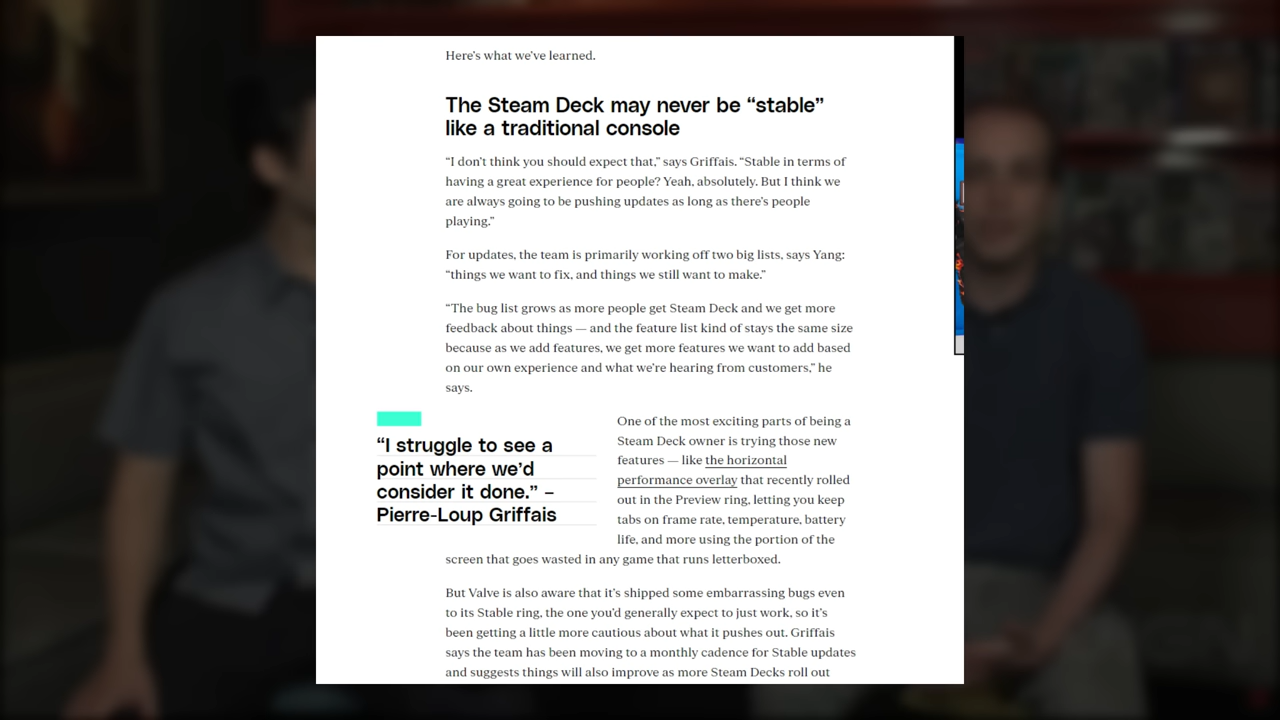 Here's what we've learned.
The Steam Deck may never be “stable”
like a traditional console
“I don't think you should expect that,” says Griffais. “Stable in terms of
having a great experience for people? Yeah, absolutely. But I think we
are always going to be pushing updates as long as there's people
playing.”
For updates, the team is primarily working off two big lists, says Yang:
“things we want to fix, and things we still want to make.”
“The bug list grows as more people get Steam Deck and we get more
feedback about things — and the feature list kind of stays the same size
because as we add features, we get more features we want to add based
on our own experience and what we're hearing from customers,” he
says.
“I struggle to see a
point where we'd
consider it done.” –
Pierre-Loup Griffais
One of the most exciting parts of being a
Steam Deck owner is trying those new
features — like the horizontal
performance overlay that recently rolled
out in the Preview ring, letting you keep
tabs on frame rate, temperature, battery
life, and more using the portion of the
screen that goes wasted in any game that runs letterboxed.
But Valve is also aware that it's shipped some embarrassing bugs even
to its Stable ring, the one you'd generally expect to just work, so it's
been getting a little more cautious about what it pushes out. Griffais
says the team has been moving to a monthly cadence for Stable updates
and suggests things will also improve as more Steam Decks roll out